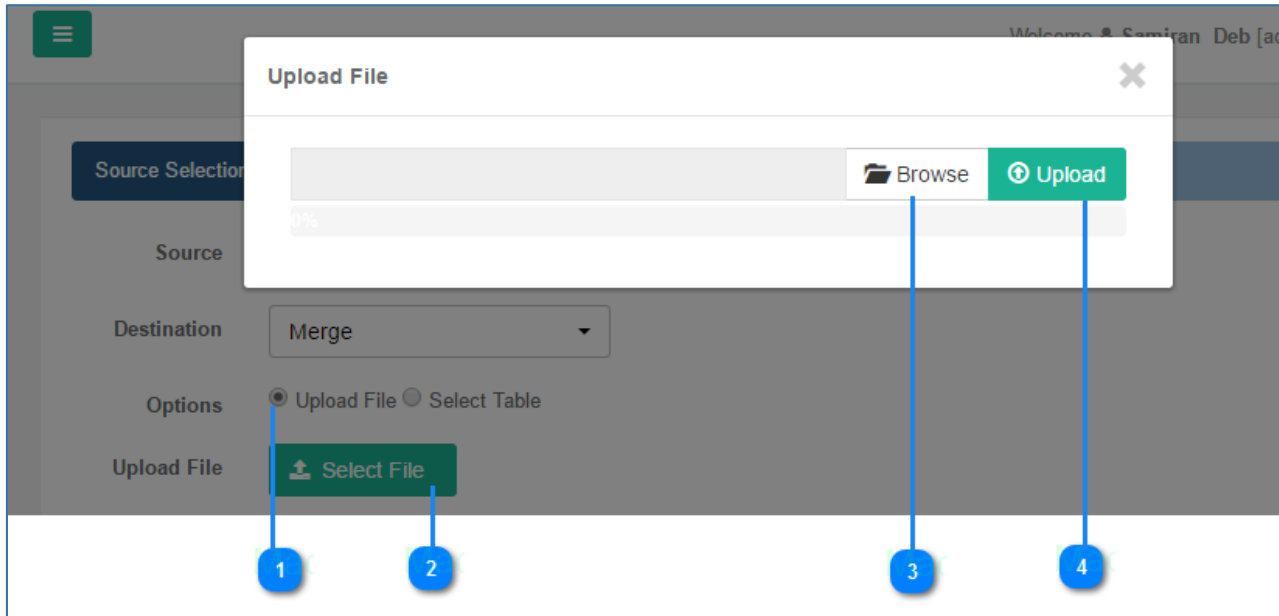 Welcome Samiran Deb [ad
Upload File
Source Selection
Browse
Upload
0%
Source
Destination
Merge
Options
Upload File
Select Table
Upload File
Select File
1
2
3
4